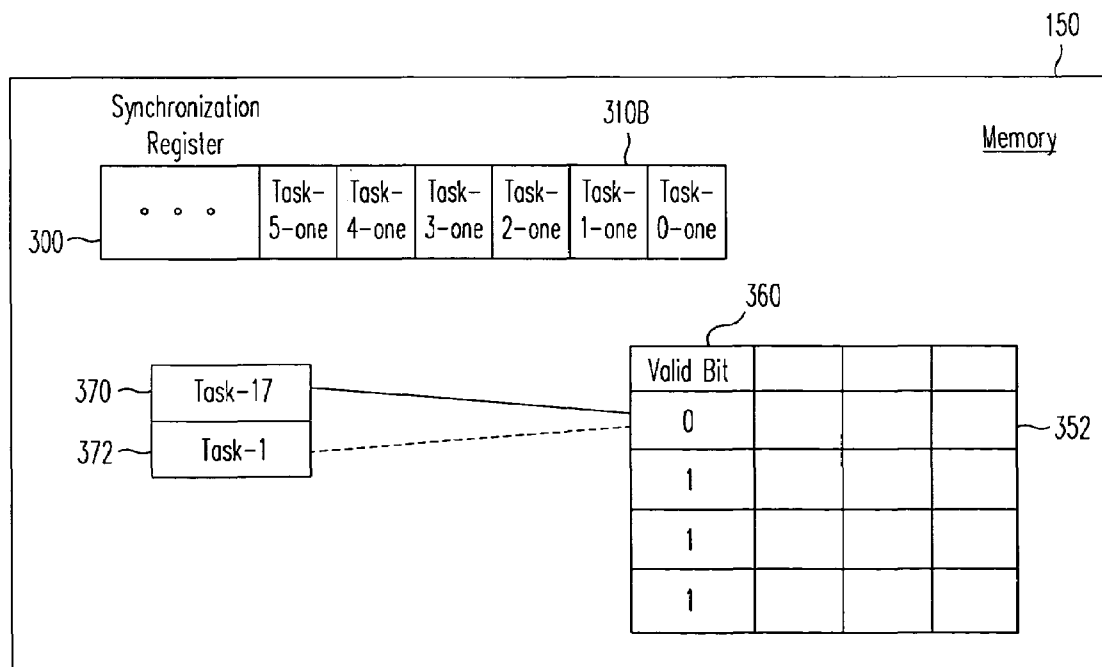 150
Synchronization
Register
310B
Memory
Task-
5-one
Task-
4-one
Task-
3-one
Task-
2-one
Task-
1-one
Task-
0-one
300
360
Valid Bit
370
Task-17
0
352
372
Task-1
1
1
1